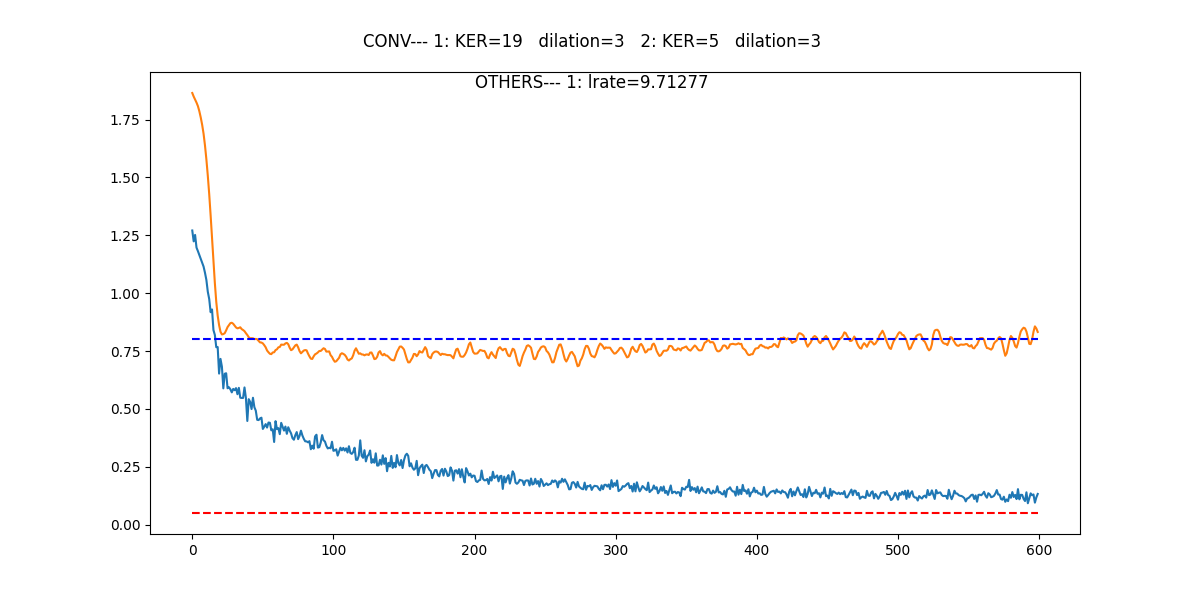 CONV--- 1: KER=19   dilation=3   2: KER=5   dilation=3
OTHERS--- 1: lrate=9.71277
1.75
1.50
1.25
1.00
0.75
0.50
0.25
0.00
0 100 200 300 400 500 600